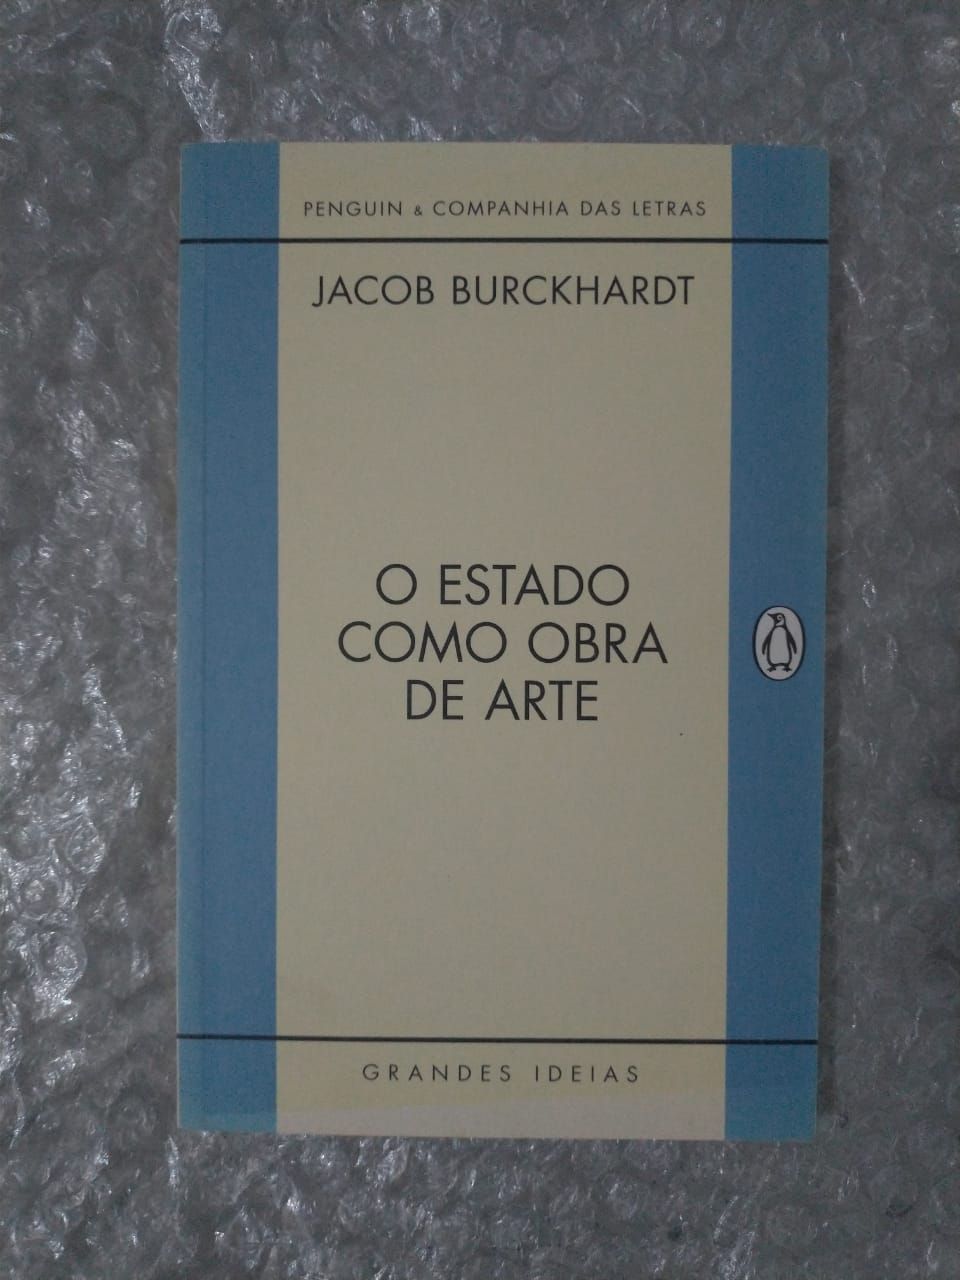 PENGUIN & COMPANHIA DAS LETRAS
JACOB BURCKHARDT
O ESTADO
COMO OBRA
DE ARTE
GRANDES IDEIAS